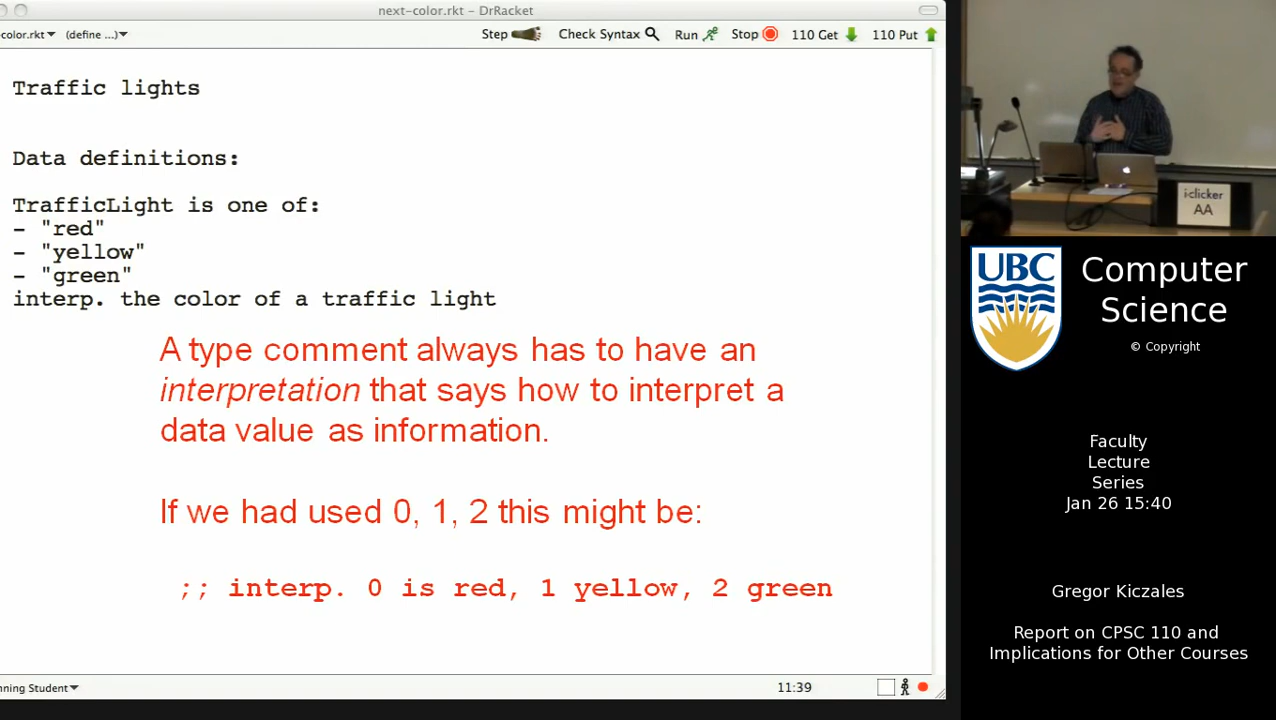 next-color.rkt - DrRacket
-color.rkt (define ...) Step Check Syntax Run Stop 110 Get 110 Put
Traffic lights
Data definitions:
TrafficLight is one of:
- "red"
- "yellow"
- "green"
interp. the color of a traffic light
A type comment always has to have an
interpretation that says how to interpret a
data value as information.
If we had used 0, 1, 2 this might be:
;; interp. 0 is red, 1 yellow, 2 green
nning Student 11:39
i-clicker
AA
UBC
Computer
Science
© Copyright
Faculty
Lecture
Series
Jan 26 15:40
Gregor Kiczales
Report on CPSC 110 and
Implications for Other Courses